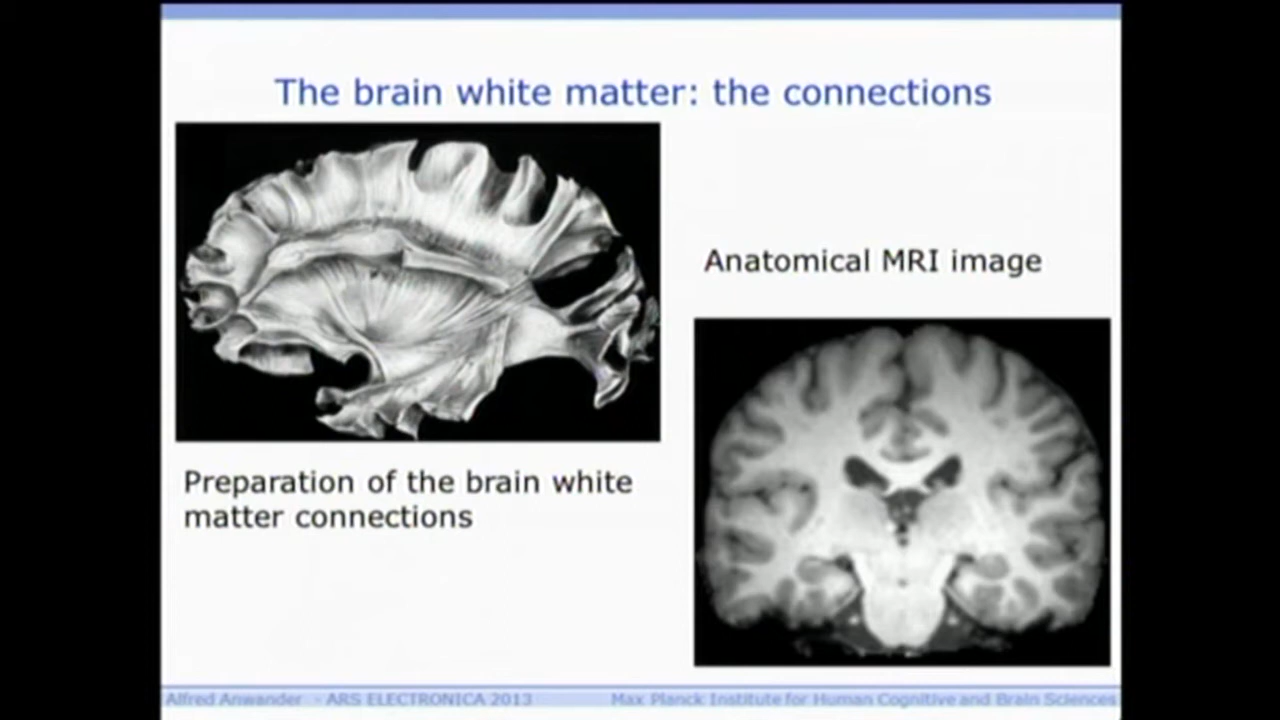 The brain white matter: the connections
Anatomical MRI image
Preparation of the brain white
matter connections
Alfred Anwander - ARS ELECTRONICA 2013
Max Planck Institute for Human Cognitive and Brain Sciences